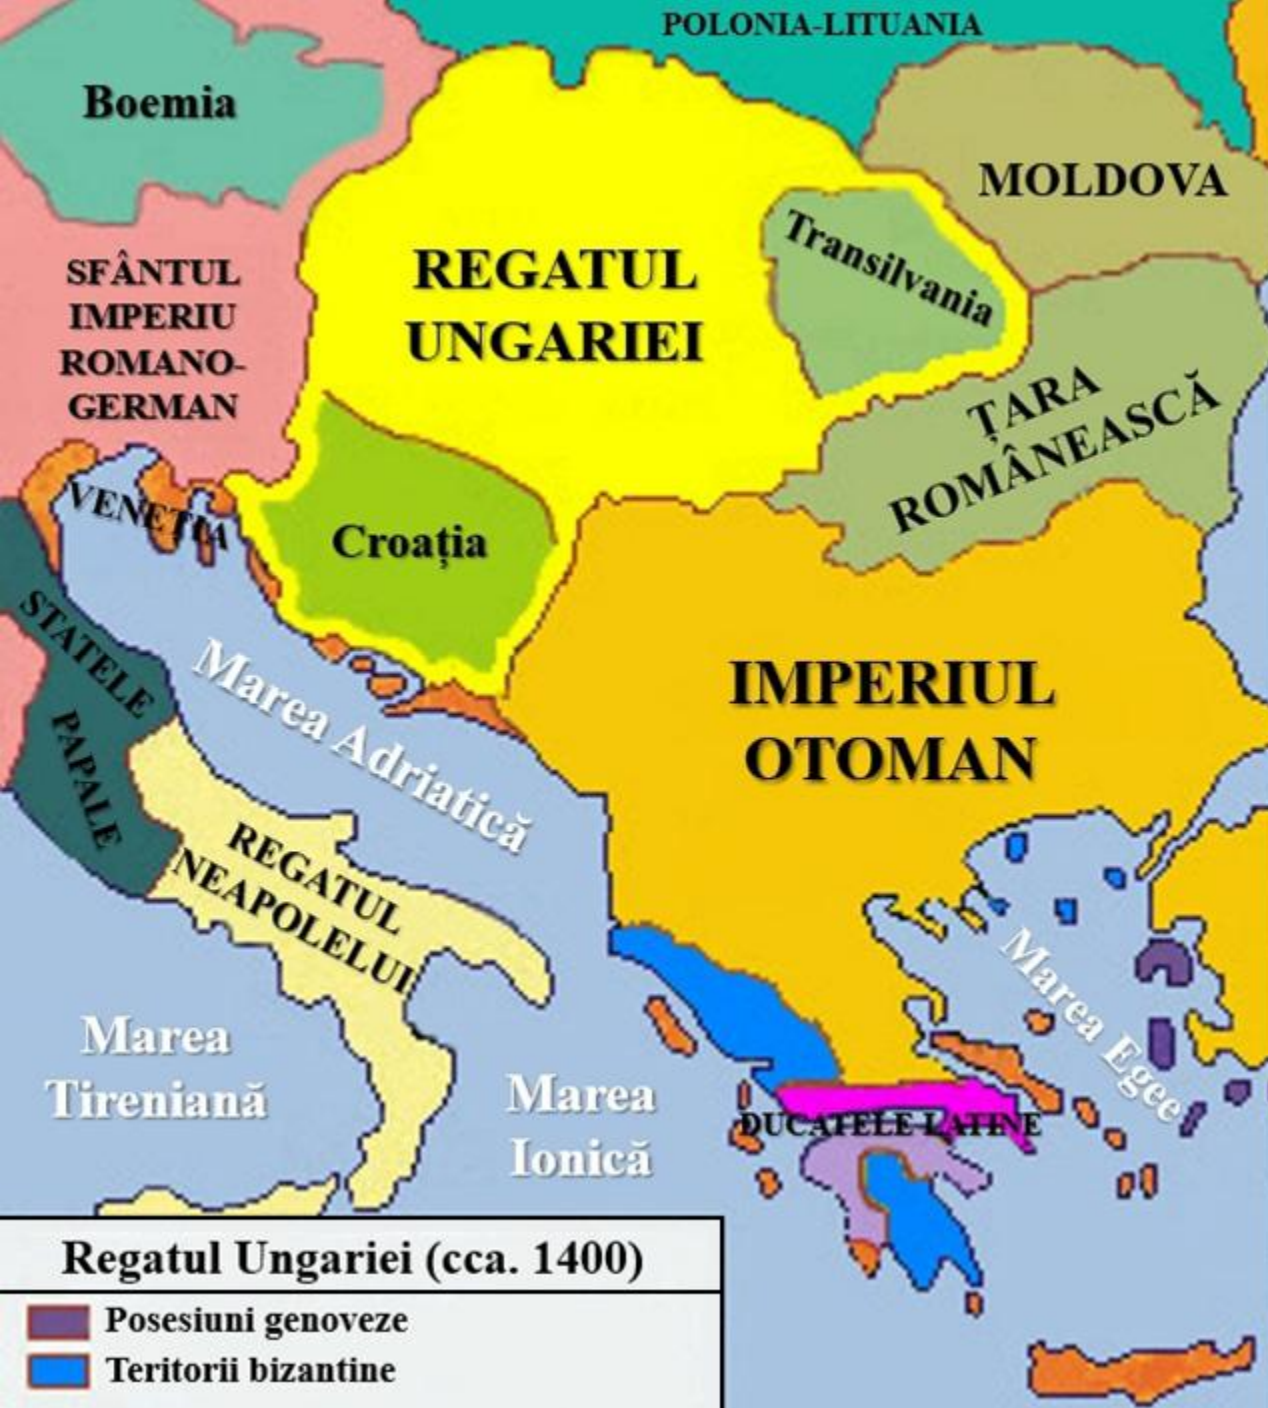 POLONIA-LITUANIA
Boemia
MOLDOVA
Transilvania
REGATUL
UNGARIEI
SFÂNTUL
IMPERIU
ROMANO-
GERMAN
ȚARA
ROMÂNEASCĂ
VENEȚIA
Croația
STATELE
PAPALE
Marea Adriatică
IMPERIUL
OTOMAN
REGATUL
NEAPOLELUI
Marea Egee
Marea
Tireniană
Marea
Ionică
DUCATELE LATINE
Regatul Ungariei (cca. 1400)
Posesiuni genoveze
Teritorii bizantine